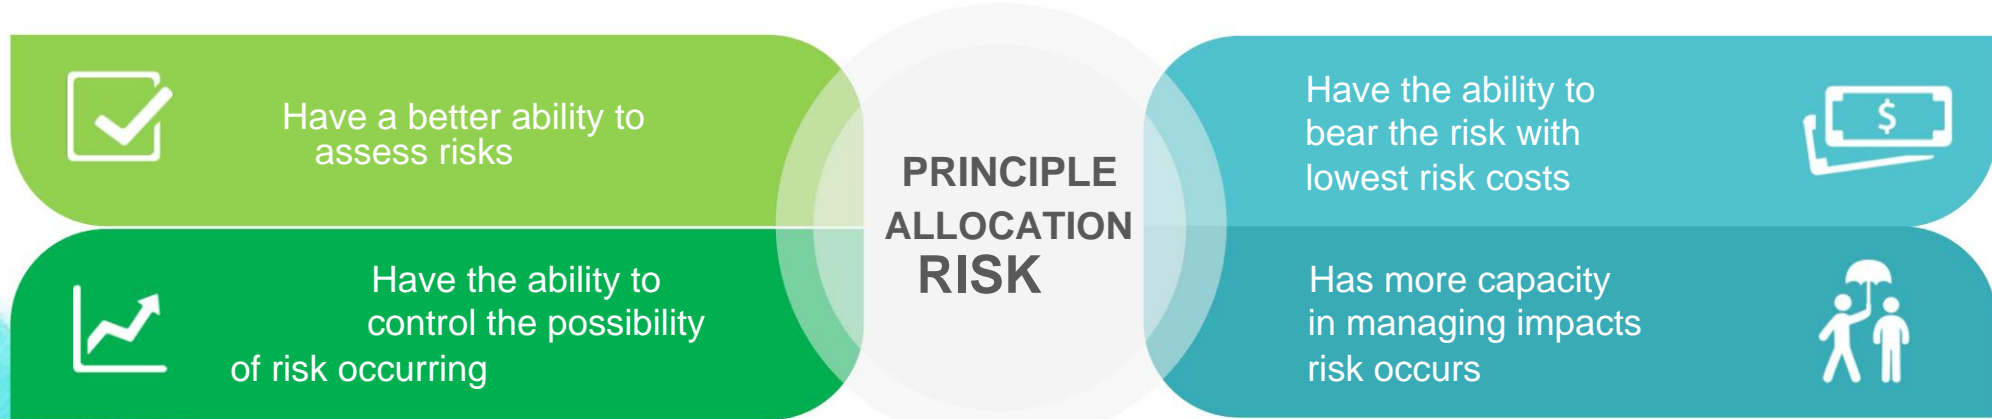 Have a better ability to
assess risks
Have the ability to
control the possibility
of risk occurring
PRINCIPLE
ALLOCATION
RISK
Have the ability to
bear the risk with
lowest risk costs
$
Has more capacity
in managing impacts
risk occurs